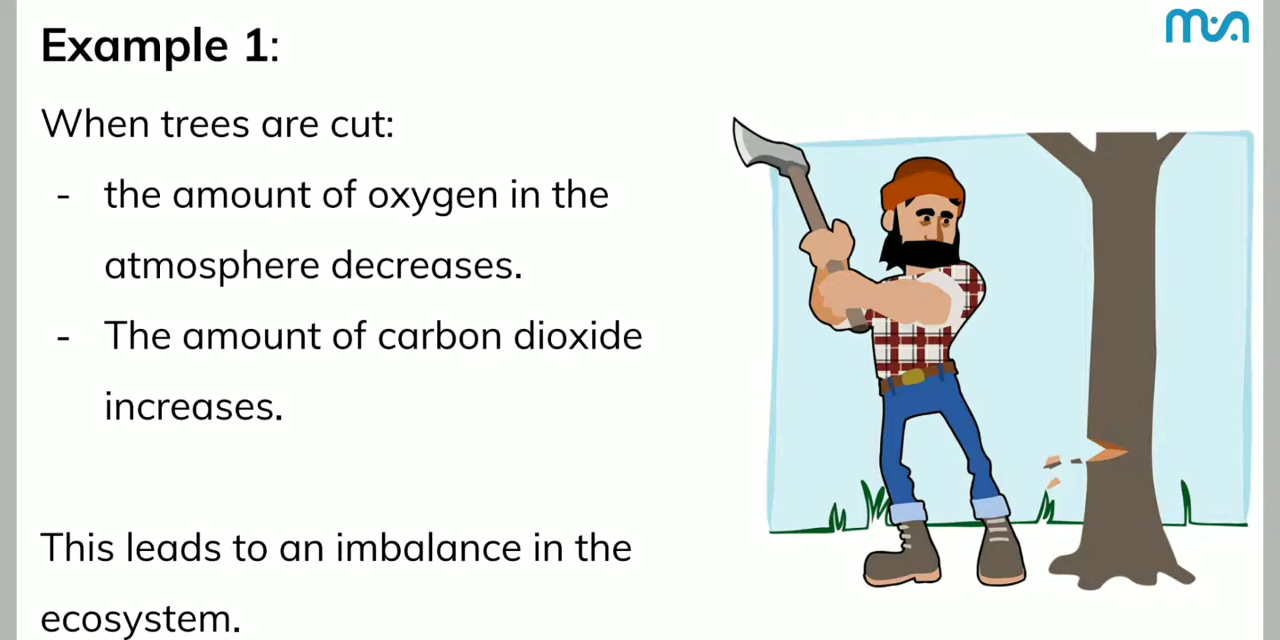 Example 1:
When trees are cut:
- the amount of oxygen in the
atmosphere decreases.
- The amount of carbon dioxide
increases.
This leads to an imbalance in the
ecosystem.